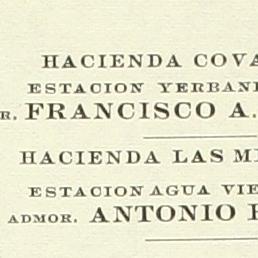 HACIENDA COVA
ESTACION YERBAN
R. FRANCISCO A.
HACIENDA LAS M
ESTACION AGUA VIE
ADMOR. ANTONIO